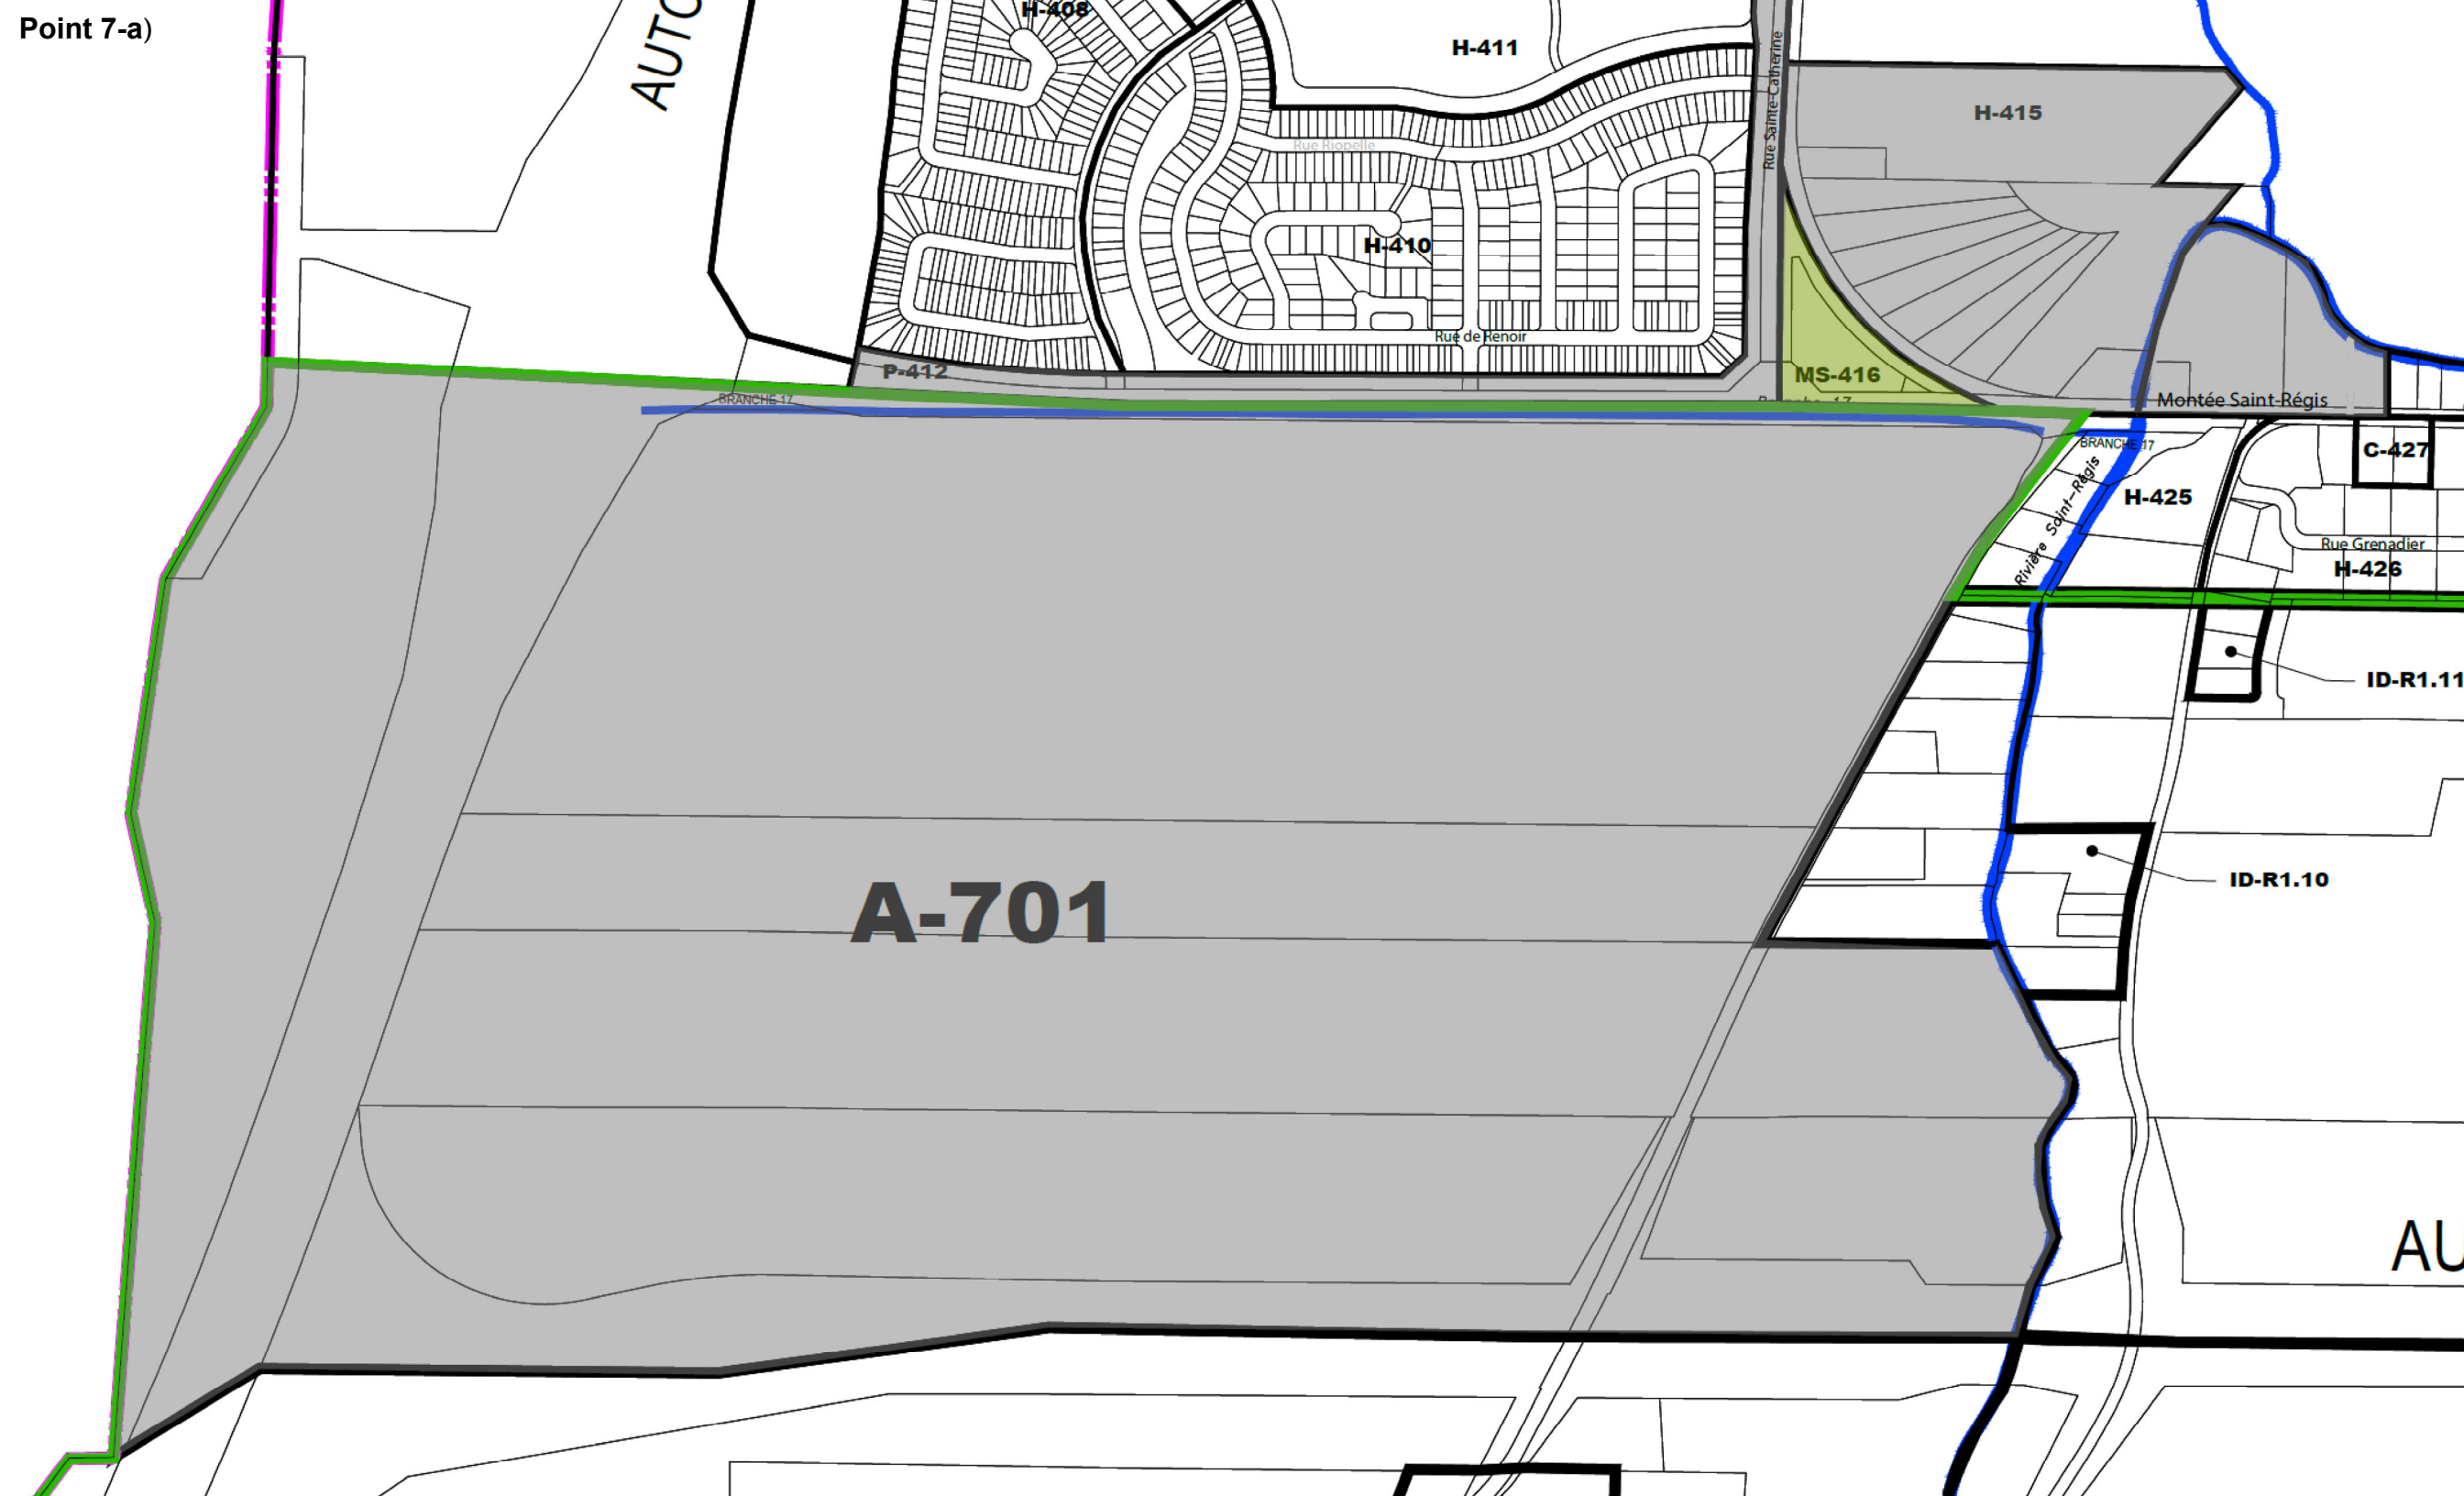 Point 7-a)
H-408
H-411
Rue Sainte-Catherine
H-415
Rue Riopelle
H-410
Rue de Renoir
P-412
MS-416
BRANCHE 17
Montée Saint-Régis
BRANCHE 17
C-427
Rivière Saint-Régis
H-425
Rue Grenadier
H-426
ID-R1.11
ID-R1.10
A-701